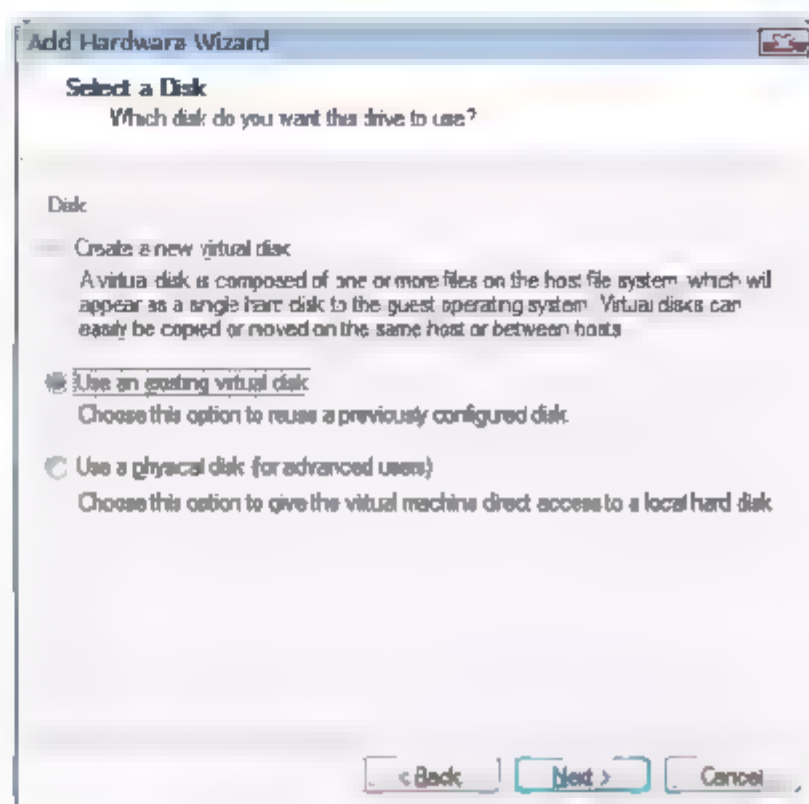 Add Hardware Wizard
Select a Disk
Which disk do you want this drive to use?
Disk
Create a new virtual disk
A virtual disk is composed of one or more files on the host file system, which will
appear as a single hard disk to the guest operating system. Virtual disks can
easily be copied or moved on the same host or between hosts.
Use an existing virtual disk
Choose this option to reuse a previously configured disk.
Use a physical disk (for advanced users)
Choose this option to give the virtual machine direct access to a local hard disk.
< Back
Next >
Cancel